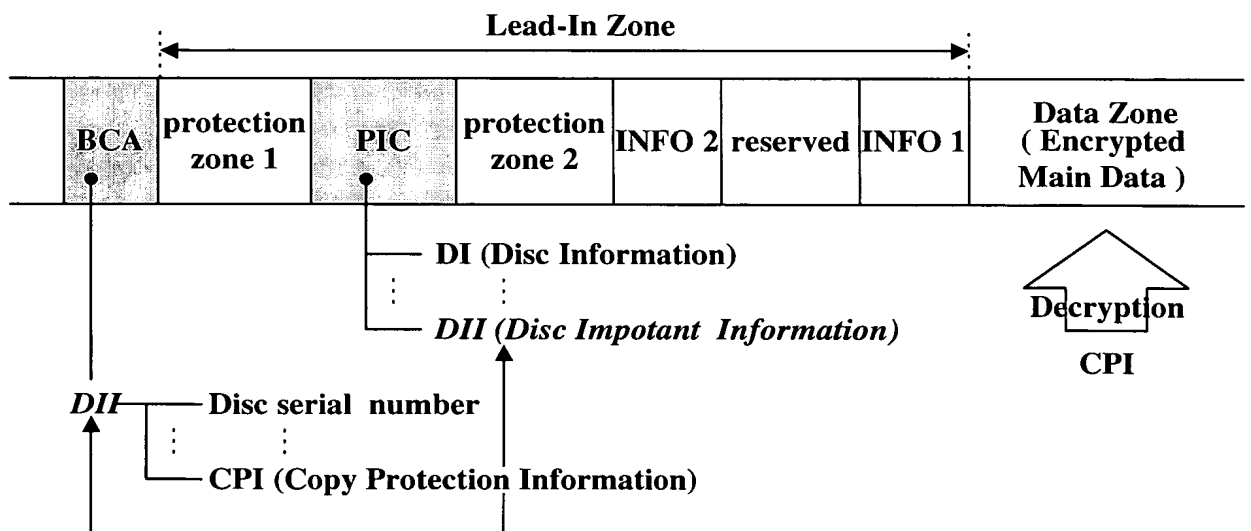 Lead-In Zone
BCA
protection
zone 1
PIC
protection
zone 2
INFO 2
reserved
INFO 1
Data Zone
( Encrypted
Main Data )
DI (Disc Information)
DII (Disc Impotant Information)
Decryption
CPI
DII
Disc serial number
CPI (Copy Protection Information)